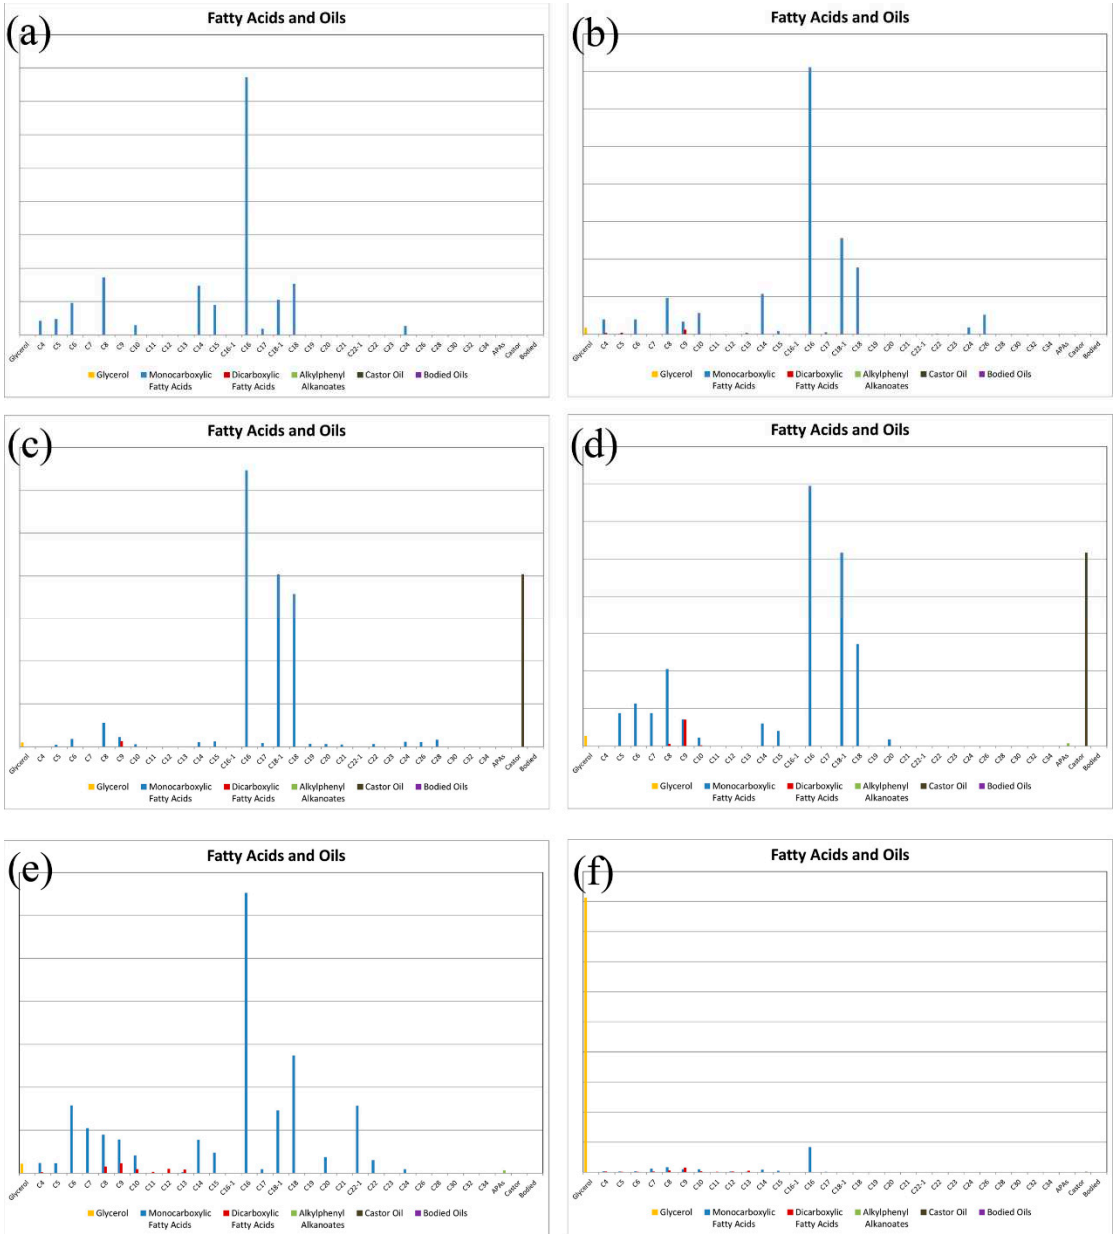 (a)
Fatty Acids and Oils
Glycerol C4 C5 C6 C7 C8 C9 C10 C11 C12 C13 C14 C15 C16-1 C16 C17 C18-1 C18 C19 C20 C21 C22-1 C22 C23 C24 C26 C28 C30 C32 C34 APAs Castor Bodied
Glycerol Monocarboxylic Dicarboxylic Alkylphenyl Castor Oil Bodied Oils
Fatty Acids Fatty Acids Alkanoates
(b)
Fatty Acids and Oils
Glycerol C4 C5 C6 C7 C8 C9 C10 C11 C12 C13 C14 C15 C16-1 C16 C17 C18-1 C18 C19 C20 C21 C22-1 C22 C23 C24 C26 C28 C30 C32 C34 APAs Castor Bodied
Glycerol Monocarboxylic Dicarboxylic Alkylphenyl Castor Oil Bodied Oils
Fatty Acids Fatty Acids Alkanoates
(c)
Fatty Acids and Oils
Glycerol C4 C5 C6 C7 C8 C9 C10 C11 C12 C13 C14 C15 C16-1 C16 C17 C18-1 C18 C19 C20 C21 C22-1 C22 C23 C24 C26 C28 C30 C32 C34 APAs Castor Bodied
Glycerol Monocarboxylic Dicarboxylic Alkylphenyl Castor Oil Bodied Oils
Fatty Acids Fatty Acids Alkanoates
(d)
Fatty Acids and Oils
Glycerol C4 C5 C6 C7 C8 C9 C10 C11 C12 C13 C14 C15 C16-1 C16 C17 C18-1 C18 C19 C20 C21 C22-1 C22 C23 C24 C26 C28 C30 C32 C34 APAs Castor Bodied
Glycerol Monocarboxylic Dicarboxylic Alkylphenyl Castor Oil Bodied Oils
Fatty Acids Fatty Acids Alkanoates
(e)
Fatty Acids and Oils
Glycerol C4 C5 C6 C7 C8 C9 C10 C11 C12 C13 C14 C15 C16-1 C16 C17 C18-1 C18 C19 C20 C21 C22-1 C22 C23 C24 C26 C28 C30 C32 C34 APAs Castor Bodied
Glycerol Monocarboxylic Dicarboxylic Alkylphenyl Castor Oil Bodied Oils
Fatty Acids Fatty Acids Alkanoates
(f)
Fatty Acids and Oils
Glycerol C4 C5 C6 C7 C8 C9 C10 C11 C12 C13 C14 C15 C16-1 C16 C17 C18-1 C18 C19 C20 C21 C22-1 C22 C23 C24 C26 C28 C30 C32 C34 APAs Castor Bodied
Glycerol Monocarboxylic Dicarboxylic Alkylphenyl Castor Oil Bodied Oils
Fatty Acids Fatty Acids Alkanoates